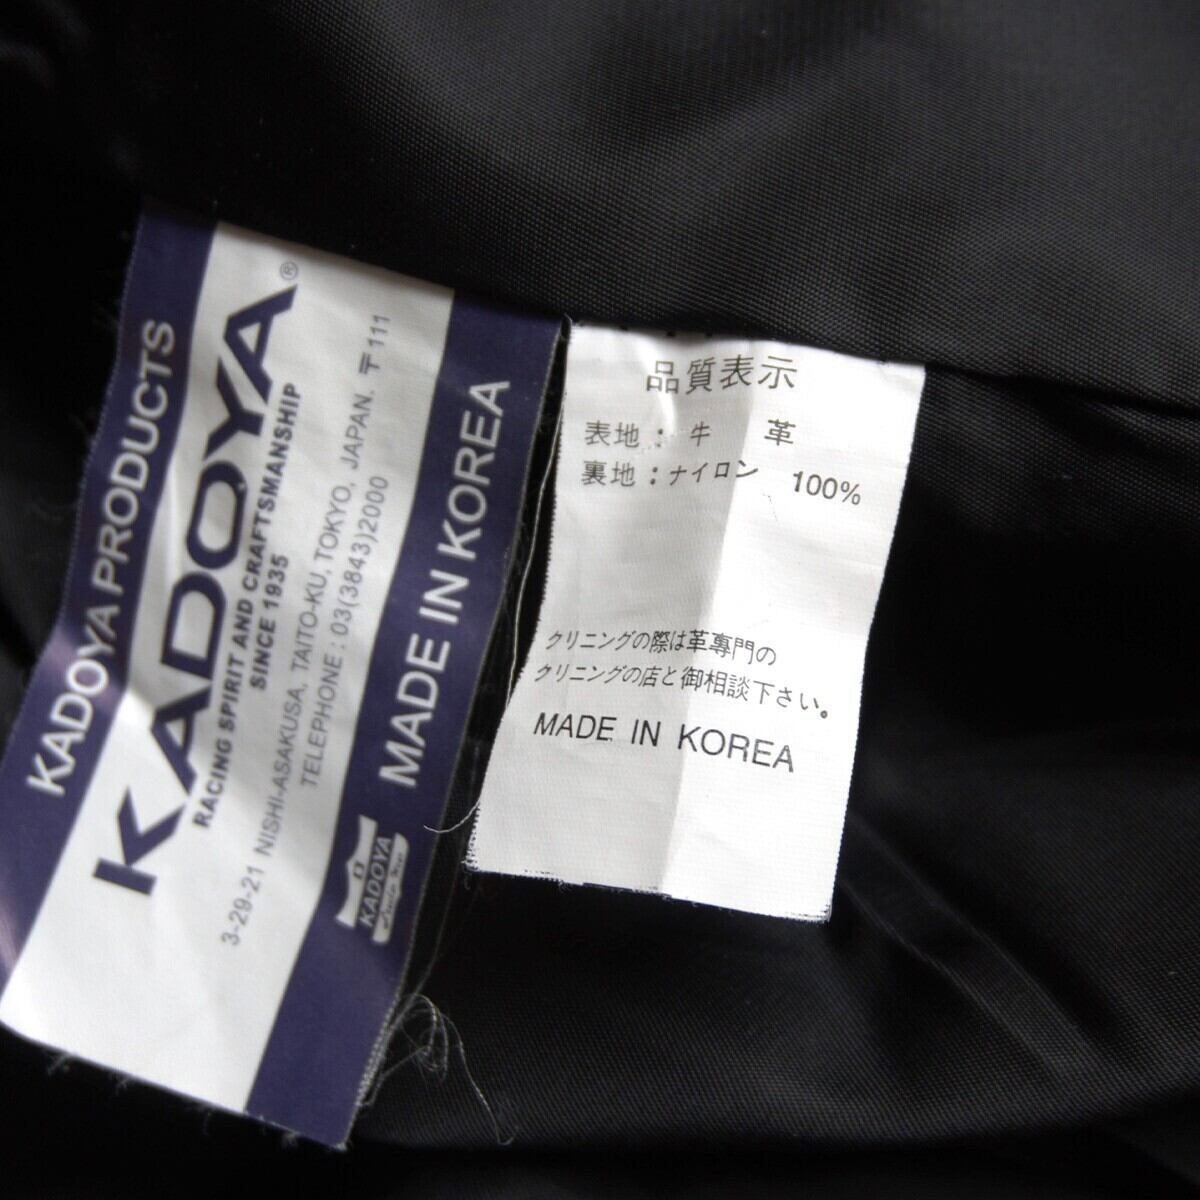 KADOYA PRODUCTS
KADOYA®
RACING SPIRIT AND CRAFTSMANSHIP
SINCE 1935
3-29-21 NISHI-ASAKUSA, TAITO-KU, TOKYO, JAPAN. 〒111
TELEPHONE : 03(3843)2000
MADE IN KOREA
KADOYA
品質表示
表地 : 牛 革
裏地 : ナイロン 100%
クリニングの際は革専門の
クリニングの店と御相談下さい。
MADE IN KOREA